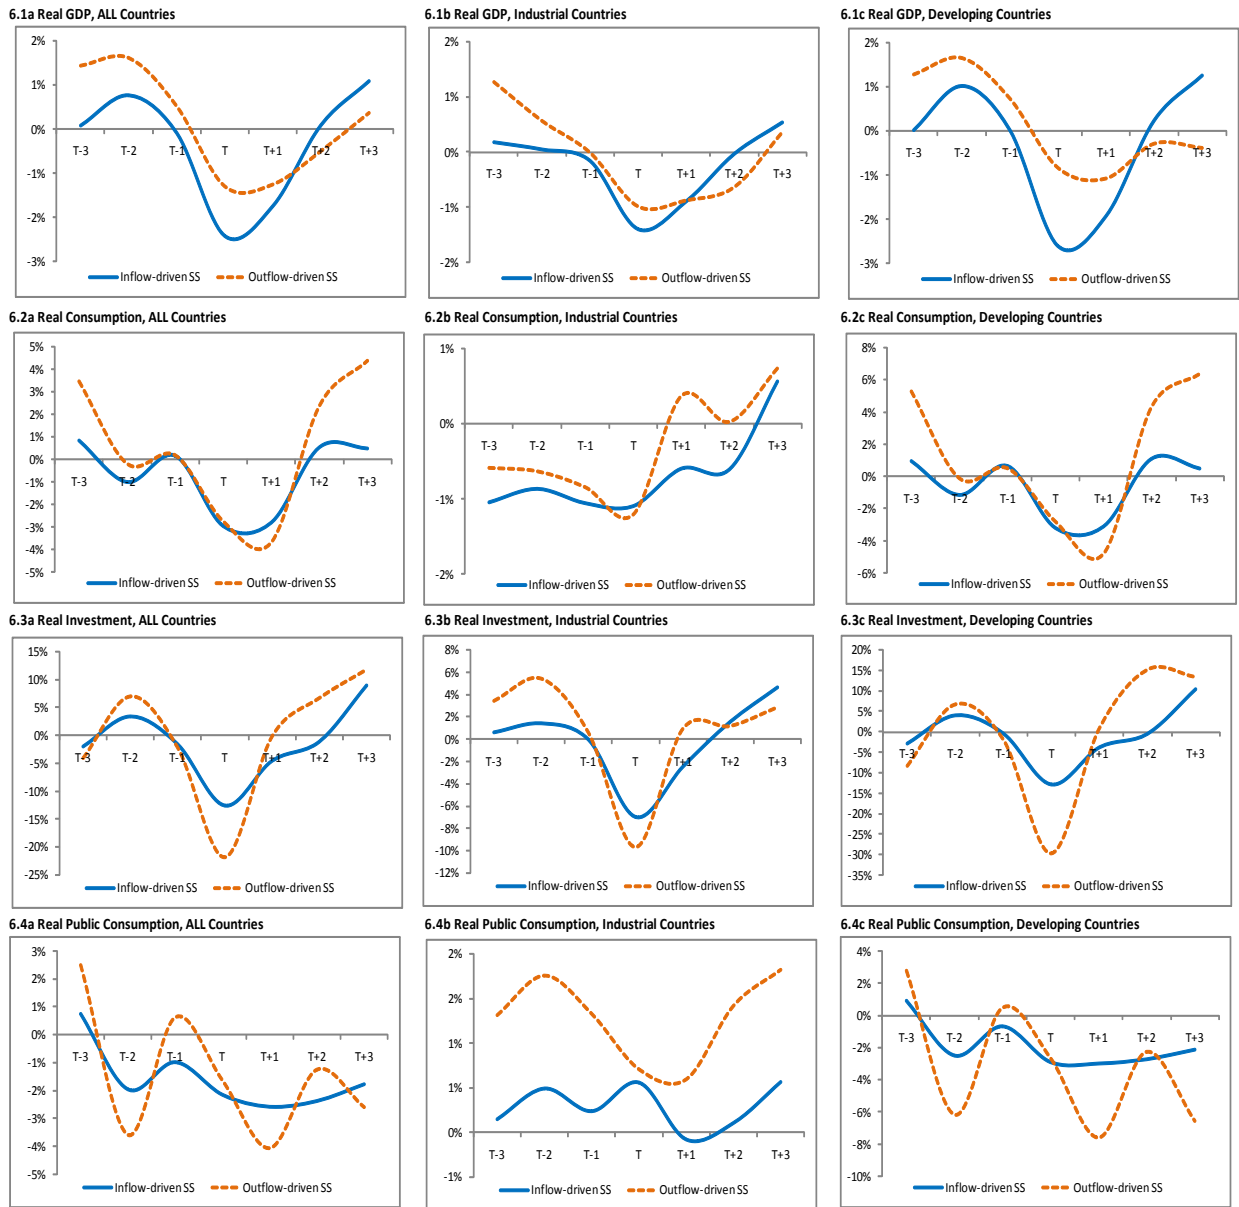 6.1a Real GDP, ALL Countries
2%
1%
0%
-1%
-2%
-3%
T-3 T-2 T-1 T T+1 T+2 T+3
Inflow-driven SS Outflow-driven SS
6.1b Real GDP, Industrial Countries
2%
1%
0%
-1%
-2%
T-3 T-2 T-1 T T+1 T+2 T+3
Inflow-driven SS Outflow-driven SS
6.1c Real GDP, Developing Countries
2%
1%
0%
-1%
-2%
-3%
T-3 T-2 T-1 T T+1 T+2 T+3
Inflow-driven SS Outflow-driven SS
6.2a Real Consumption, ALL Countries
5%
4%
3%
2%
1%
0%
-1%
-2%
-3%
-4%
-5%
T-3 T-2 T-1 T T+1 T+2 T+3
Inflow-driven SS Outflow-driven SS
6.2b Real Consumption, Industrial Countries
1%
0%
-1%
-2%
T-3 T-2 T-1 T T+1 T+2 T+3
Inflow-driven SS Outflow-driven SS
6.2c Real Consumption, Developing Countries
8%
6%
4%
2%
0%
-2%
-4%
-6%
T-3 T-2 T-1 T T+1 T+2 T+3
Inflow-driven SS Outflow-driven SS
6.3a Real Investment, ALL Countries
15%
10%
5%
0%
-5%
-10%
-15%
-20%
-25%
T-3 T-2 T-1 T T+1 T+2 T+3
Inflow-driven SS Outflow-driven SS
6.3b Real Investment, Industrial Countries
8%
6%
4%
2%
0%
-2%
-4%
-6%
-8%
-10%
-12%
T-3 T-2 T-1 T T+1 T+2 T+3
Inflow-driven SS Outflow-driven SS
6.3c Real Investment, Developing Countries
20%
15%
10%
5%
0%
-5%
-10%
-15%
-20%
-25%
-30%
-35%
T-3 T-2 T-1 T T+1 T+2 T+3
Inflow-driven SS Outflow-driven SS
6.4a Real Public Consumption, ALL Countries
3%
2%
1%
0%
-1%
-2%
-3%
-4%
-5%
T-3 T-2 T-1 T T+1 T+2 T+3
Inflow-driven SS Outflow-driven SS
6.4b Real Public Consumption, Industrial Countries
2%
2%
1%
1%
0%
-1%
T-3 T-2 T-1 T T+1 T+2 T+3
Inflow-driven SS Outflow-driven SS
6.4c Real Public Consumption, Developing Countries
4%
2%
0%
-2%
-4%
-6%
-8%
-10%
T-3 T-2 T-1 T T+1 T+2 T+3
Inflow-driven SS Outflow-driven SS